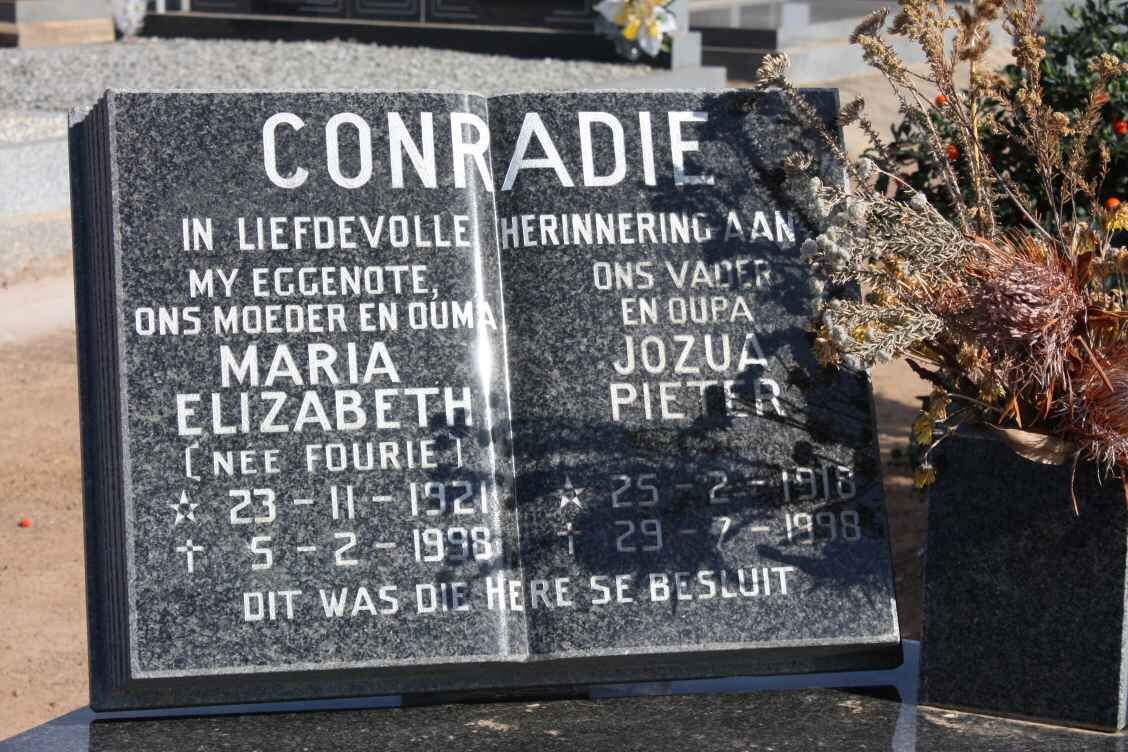 CONRADIE
IN LIEFDEVOLLE HERINNERING AAN
MY EGGENOTE,
ONS MOEDER EN OUMA
MARIA
ELIZABETH
(NÉE FOURIE)
☆ 23-11-1921
† 5-2-1998
ONS VADER
EN OUPA
JOZUA
PIETER
☆ 25-2-1918
† 29-7-1998
DIT WAS DIE HERE SE BESLUIT